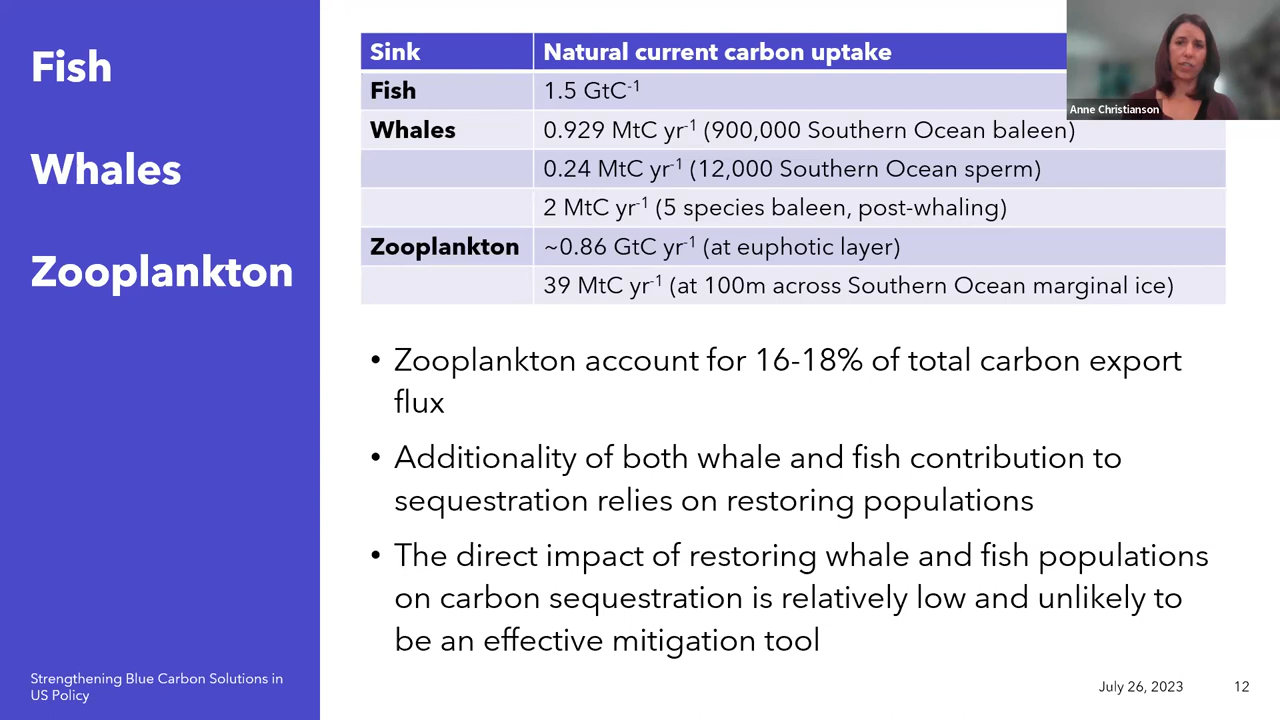 Fish
Whales
Zooplankton
Sink Natural current carbon uptake
Fish 1.5 GtC⁻¹
Whales 0.929 MtC yr⁻¹ (900,000 Southern Ocean baleen)
0.24 MtC yr⁻¹ (12,000 Southern Ocean sperm)
2 MtC yr⁻¹ (5 species baleen, post-whaling)
Zooplankton ~0.86 GtC yr⁻¹ (at euphotic layer)
39 MtC yr⁻¹ (at 100m across Southern Ocean marginal ice)
Anne Christianson
• Zooplankton account for 16-18% of total carbon export
flux
• Additionality of both whale and fish contribution to
sequestration relies on restoring populations
• The direct impact of restoring whale and fish populations
on carbon sequestration is relatively low and unlikely to
be an effective mitigation tool
Strengthening Blue Carbon Solutions in
US Policy
July 26, 2023 12